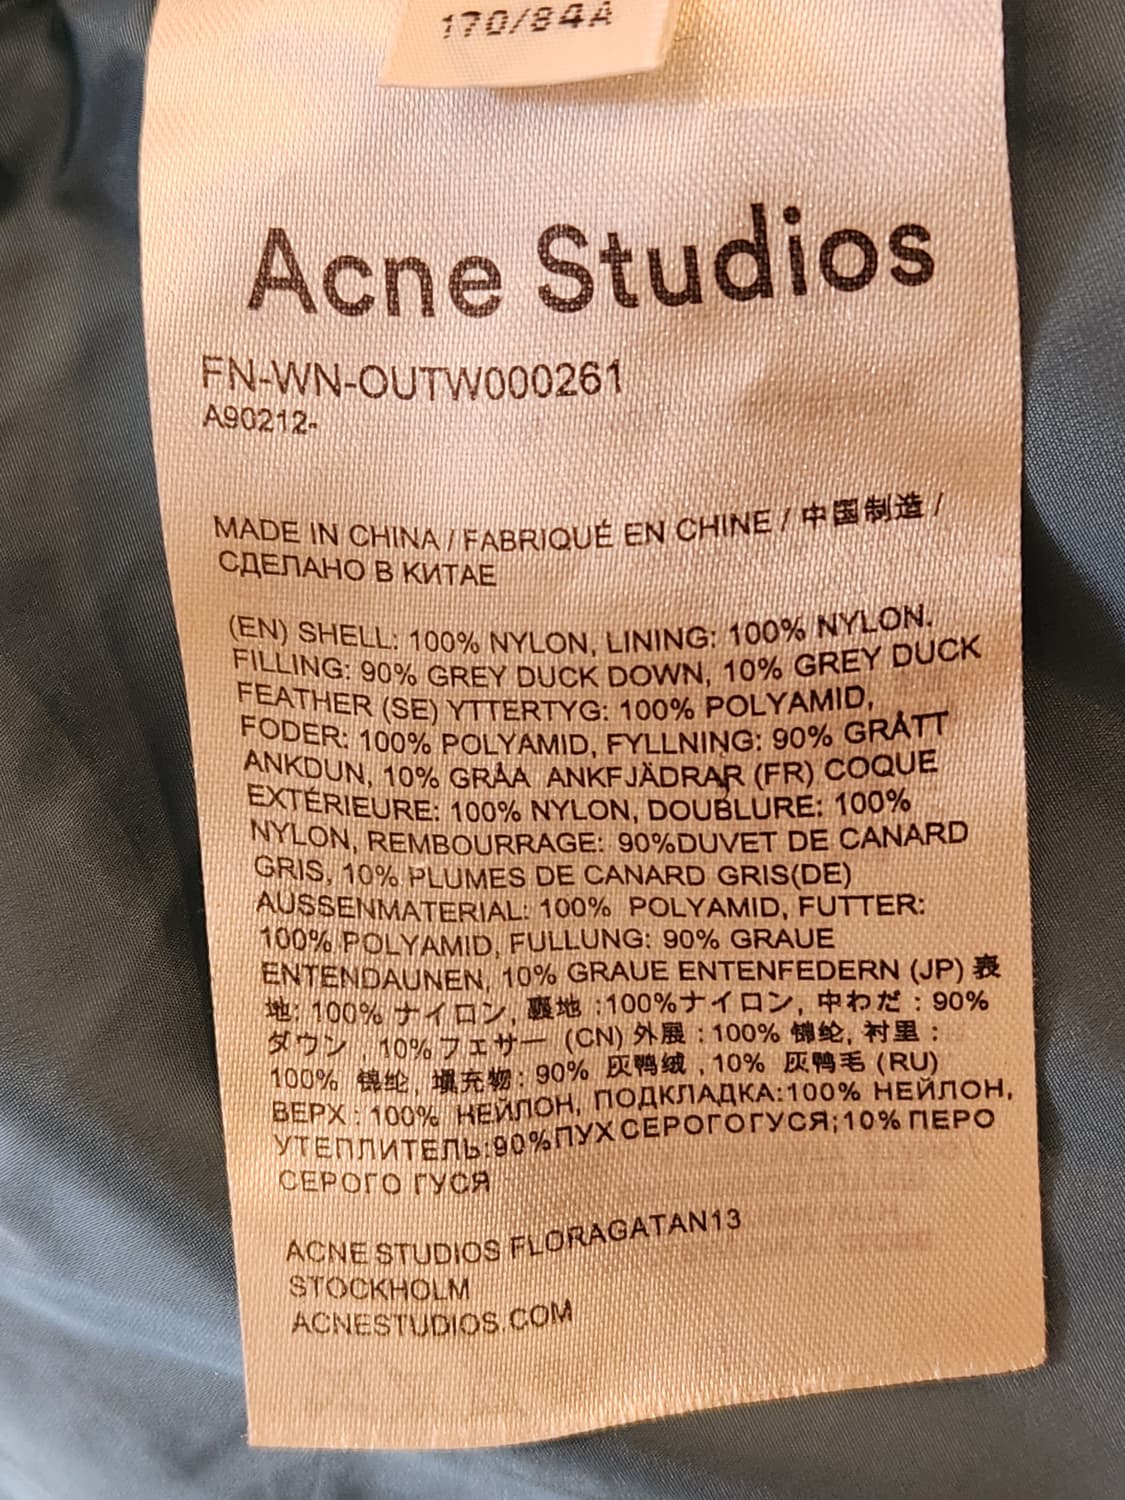 170/84A
Acne Studios
FN-WN-OUTW000261
A90212-
MADE IN CHINA / FABRIQUÉ EN CHINE / 中国制造 /
СДЕЛАНО В КИТАЕ
(EN) SHELL: 100% NYLON, LINING: 100% NYLON.
FILLING: 90% GREY DUCK DOWN, 10% GREY DUCK
FEATHER (SE) YTTERTYG: 100% POLYAMID,
FODER: 100% POLYAMID, FYLLNING: 90% GRÅTT
ANKDUN, 10% GRÅA ANKFJÄDRAR (FR) COQUE
EXTÉRIEURE: 100% NYLON, DOUBLURE: 100%
NYLON, REMBOURRAGE: 90%DUVET DE CANARD
GRIS, 10% PLUMES DE CANARD GRIS(DE)
AUSSENMATERIAL: 100% POLYAMID, FUTTER:
100% POLYAMID, FULLUNG: 90% GRAUE
ENTENDAUNEN, 10% GRAUE ENTENFEDERN (JP) 表
地: 100% ナイロン, 裏地 :100%ナイロン, 中わだ : 90%
ダウン , 10% フェザー (CN) 外展 : 100% 锦纶, 衬里 :
100% 锦纶, 填充物: 90% 灰鸭绒 , 10% 灰鸭毛 (RU)
ВЕРХ : 100% НЕЙЛОН, ПОДКЛАДКА:100% НЕЙЛОН,
УТЕПЛИТЕЛЬ:90%ПУХ СЕРОГО ГУСЯ;10% ПЕРО
СЕРОГО ГУСЯ
ACNE STUDIOS FLORAGATAN13
STOCKHOLM
ACNESTUDIOS.COM